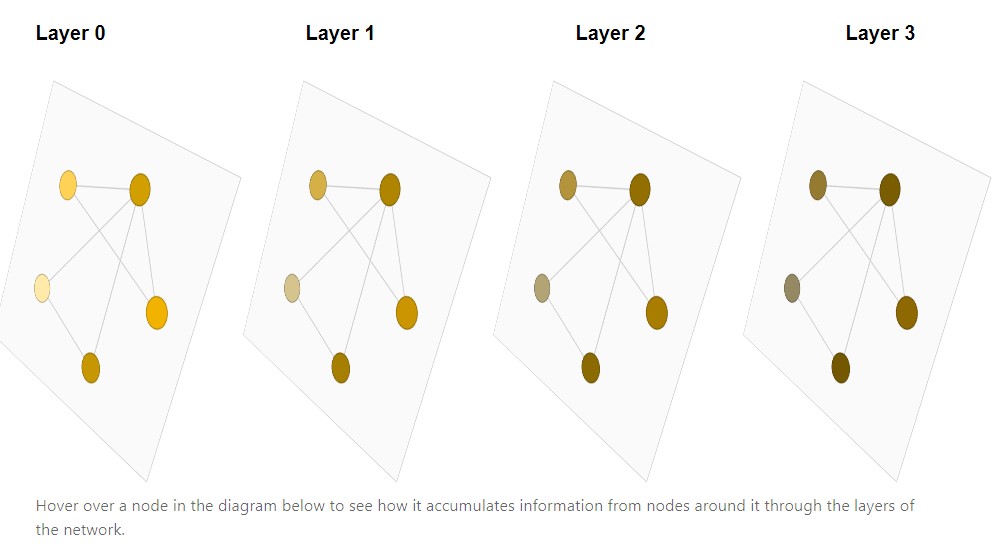 Layer 0 Layer 1 Layer 2 Layer 3
Hover over a node in the diagram below to see how it accumulates information from nodes around it through the layers of
the network.